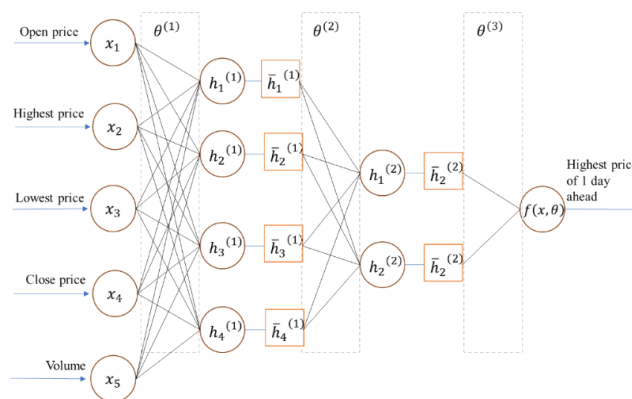 Open price
Highest price
Lowest price
Close price
Volume
x₁
x₂
x₃
x₄
x₅
θ⁽¹⁾
h₁⁽¹⁾
h₂⁽¹⁾
h₃⁽¹⁾
h₄⁽¹⁾
h̄₁⁽¹⁾
h̄₂⁽¹⁾
h̄₃⁽¹⁾
h̄₄⁽¹⁾
θ⁽²⁾
h₁⁽²⁾
h₂⁽²⁾
h̄₂⁽²⁾
h̄₂⁽²⁾
θ⁽³⁾
f(x, θ)
Highest pric
of 1 day
ahead